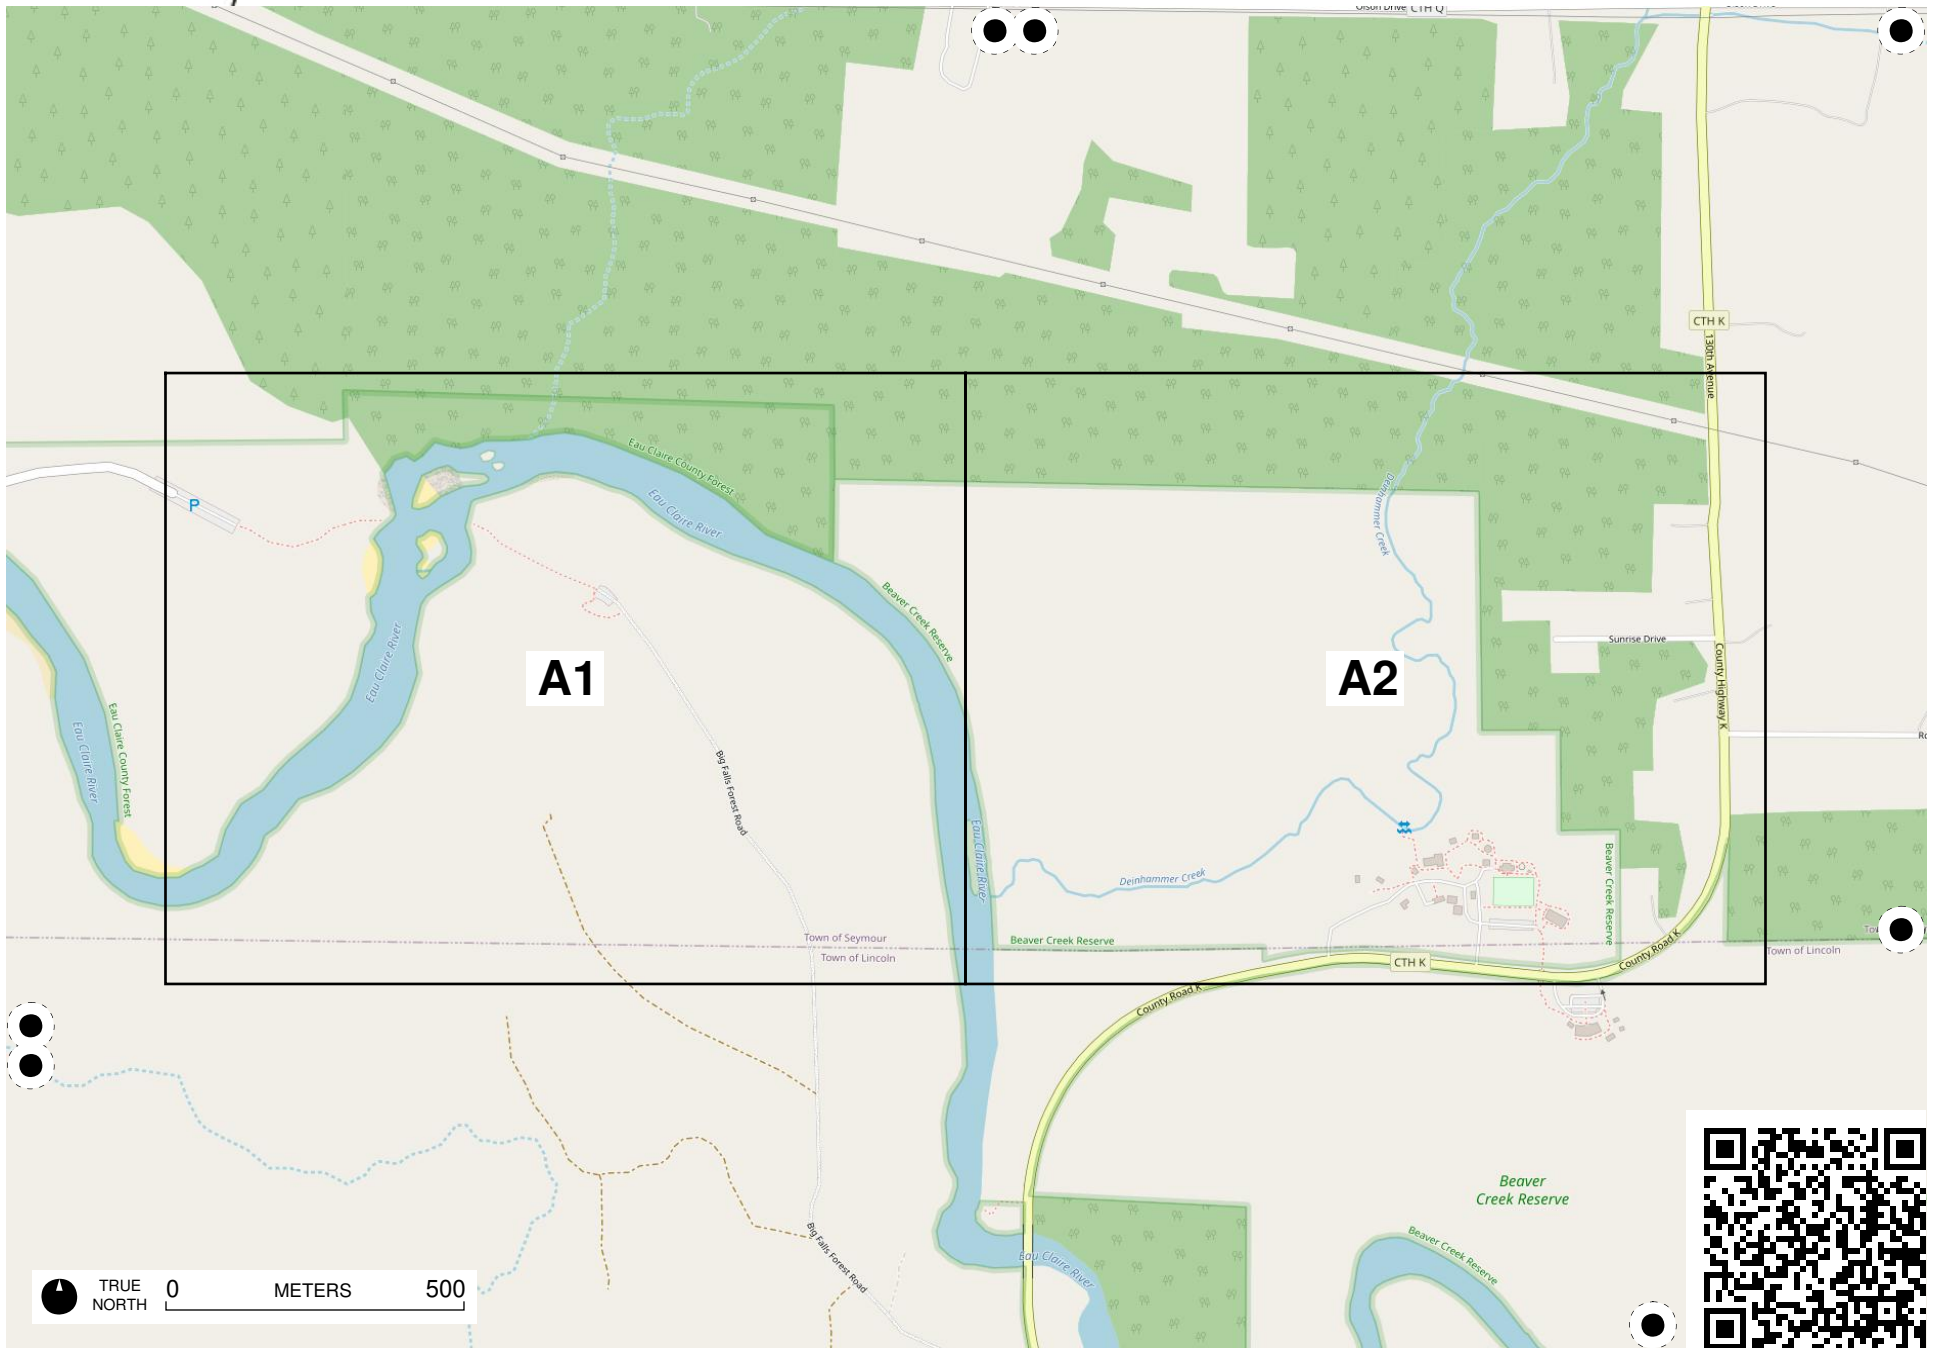 CTH Q
CTH K
130th Avenue
Eau Claire County Forest
Eau Claire River
Deinhammer Creek
P
Beaver Creek Reserve
Sunrise Drive
Eau Claire River
A1
A2
County Highway K
Eau Claire County Forest
Eau Claire River
Big Falls Forest Road
Eau Claire River
Deinhammer Creek
Beaver Creek Reserve
Town of Seymour
Town of Lincoln
Beaver Creek Reserve
CTH K
County Road K
Town of Lincoln
County Road K
Beaver
Creek Reserve
Big Falls Forest Road
Eau Claire River
Beaver Creek Reserve
TRUE
NORTH
0 METERS 500